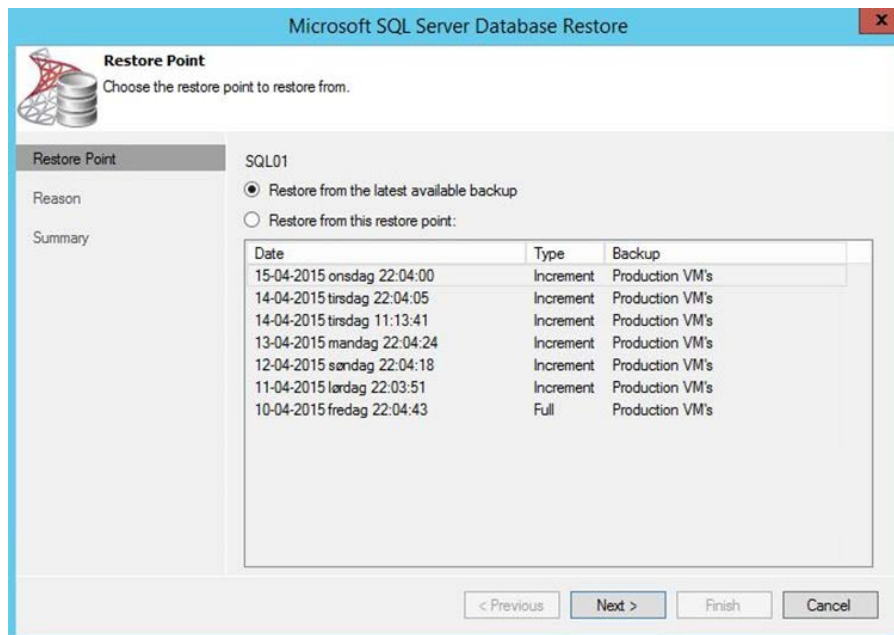 Microsoft SQL Server Database Restore
x
Restore Point
Choose the restore point to restore from.
Restore Point
Reason
Summary
SQL01
Restore from the latest available backup
Restore from this restore point:
Date Type Backup
15-04-2015 onsdag 22:04:00 Increment Production VM's
14-04-2015 tirsdag 22:04:05 Increment Production VM's
14-04-2015 tirsdag 11:13:41 Increment Production VM's
13-04-2015 mandag 22:04:24 Increment Production VM's
12-04-2015 søndag 22:04:18 Increment Production VM's
11-04-2015 lørdag 22:03:51 Increment Production VM's
10-04-2015 fredag 22:04:43 Full Production VM's
< Previous Next > Finish Cancel